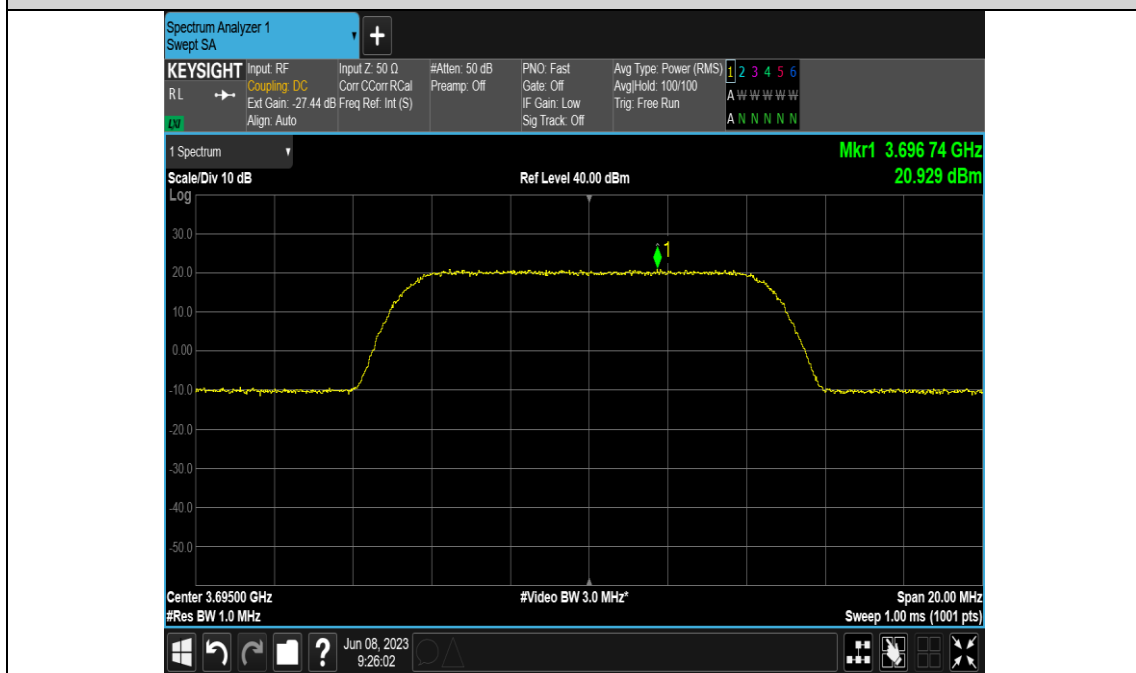 Spectrum Analyzer 1
Swept SA
KEYSIGHT
RL
LXI
Input: RF
Coupling: DC
Ext Gain: -27.44 dB
Align: Auto
Input Z: 50 Ω
Corr CCorr RCal
Freq Ref: Int (S)
#Atten: 50 dB
Preamp: Off
PNO: Fast
Gate: Off
IF Gain: Low
Sig Track: Off
Avg Type: Power (RMS)
Avg|Hold: 100/100
Trig: Free Run
1 2 3 4 5 6
A W W W W W
A N N N N N
1 Spectrum
Mkr1 3.696 74 GHz
Scale/Div 10 dB
Ref Level 40.00 dBm
20.929 dBm
Log
30.0
20.0
10.0
0.00
-10.0
-20.0
-30.0
-40.0
-50.0
1
Center 3.69500 GHz
#Video BW 3.0 MHz*
Span 20.00 MHz
#Res BW 1.0 MHz
Sweep 1.00 ms (1001 pts)
?
Jun 08, 2023
9:26:02